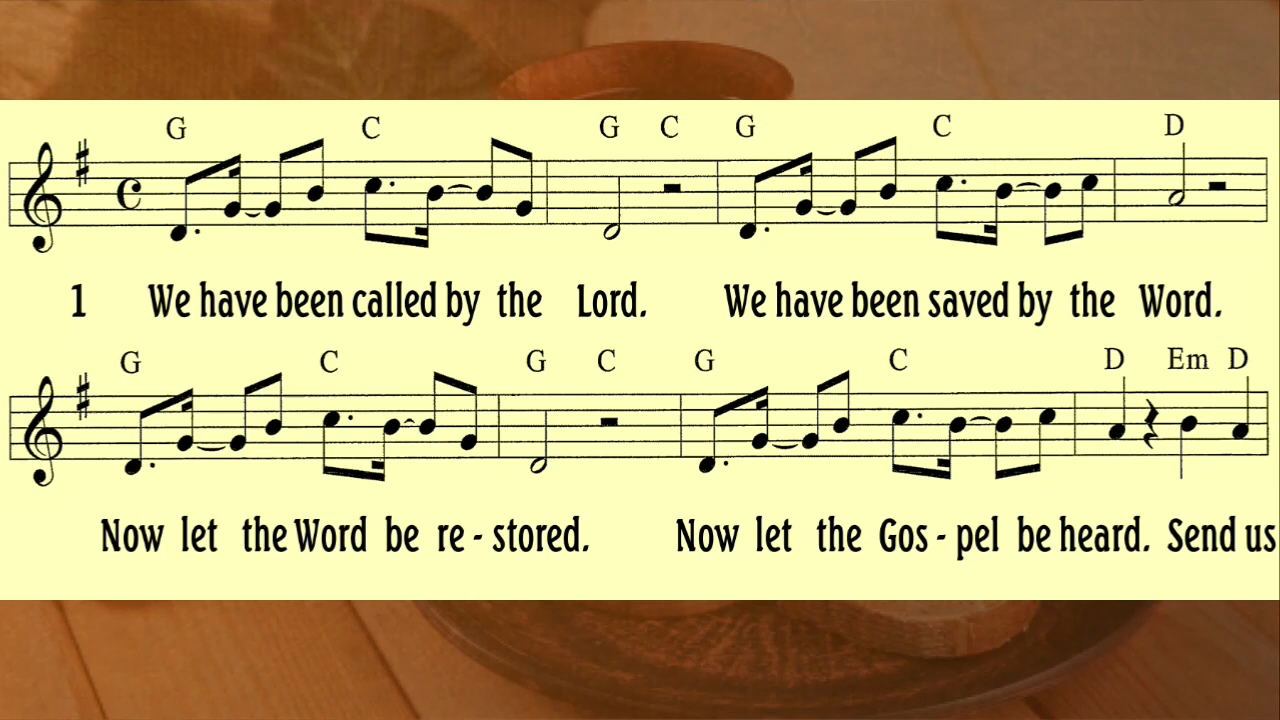 G C G C G C D
1 We have been called by the Lord. We have been saved by the Word.
G C G C G C D Em D
Now let the Word be re - stored. Now let the Gos - pel be heard. Send us